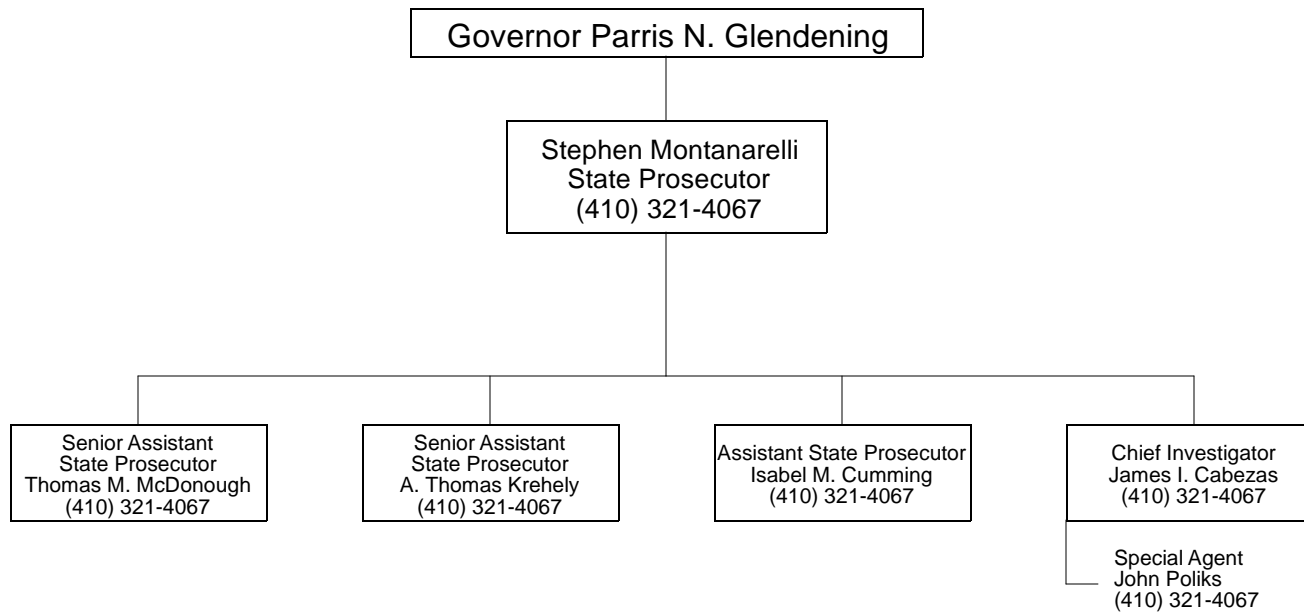 Governor Parris N. Glendening
Stephen Montanarelli
State Prosecutor
(410) 321-4067
Senior Assistant
State Prosecutor
Thomas M. McDonough
(410) 321-4067
Senior Assistant
State Prosecutor
A. Thomas Krehely
(410) 321-4067
Assistant State Prosecutor
Isabel M. Cumming
(410) 321-4067
Chief Investigator
James I. Cabezas
(410) 321-4067
Special Agent
John Poliks
(410) 321-4067